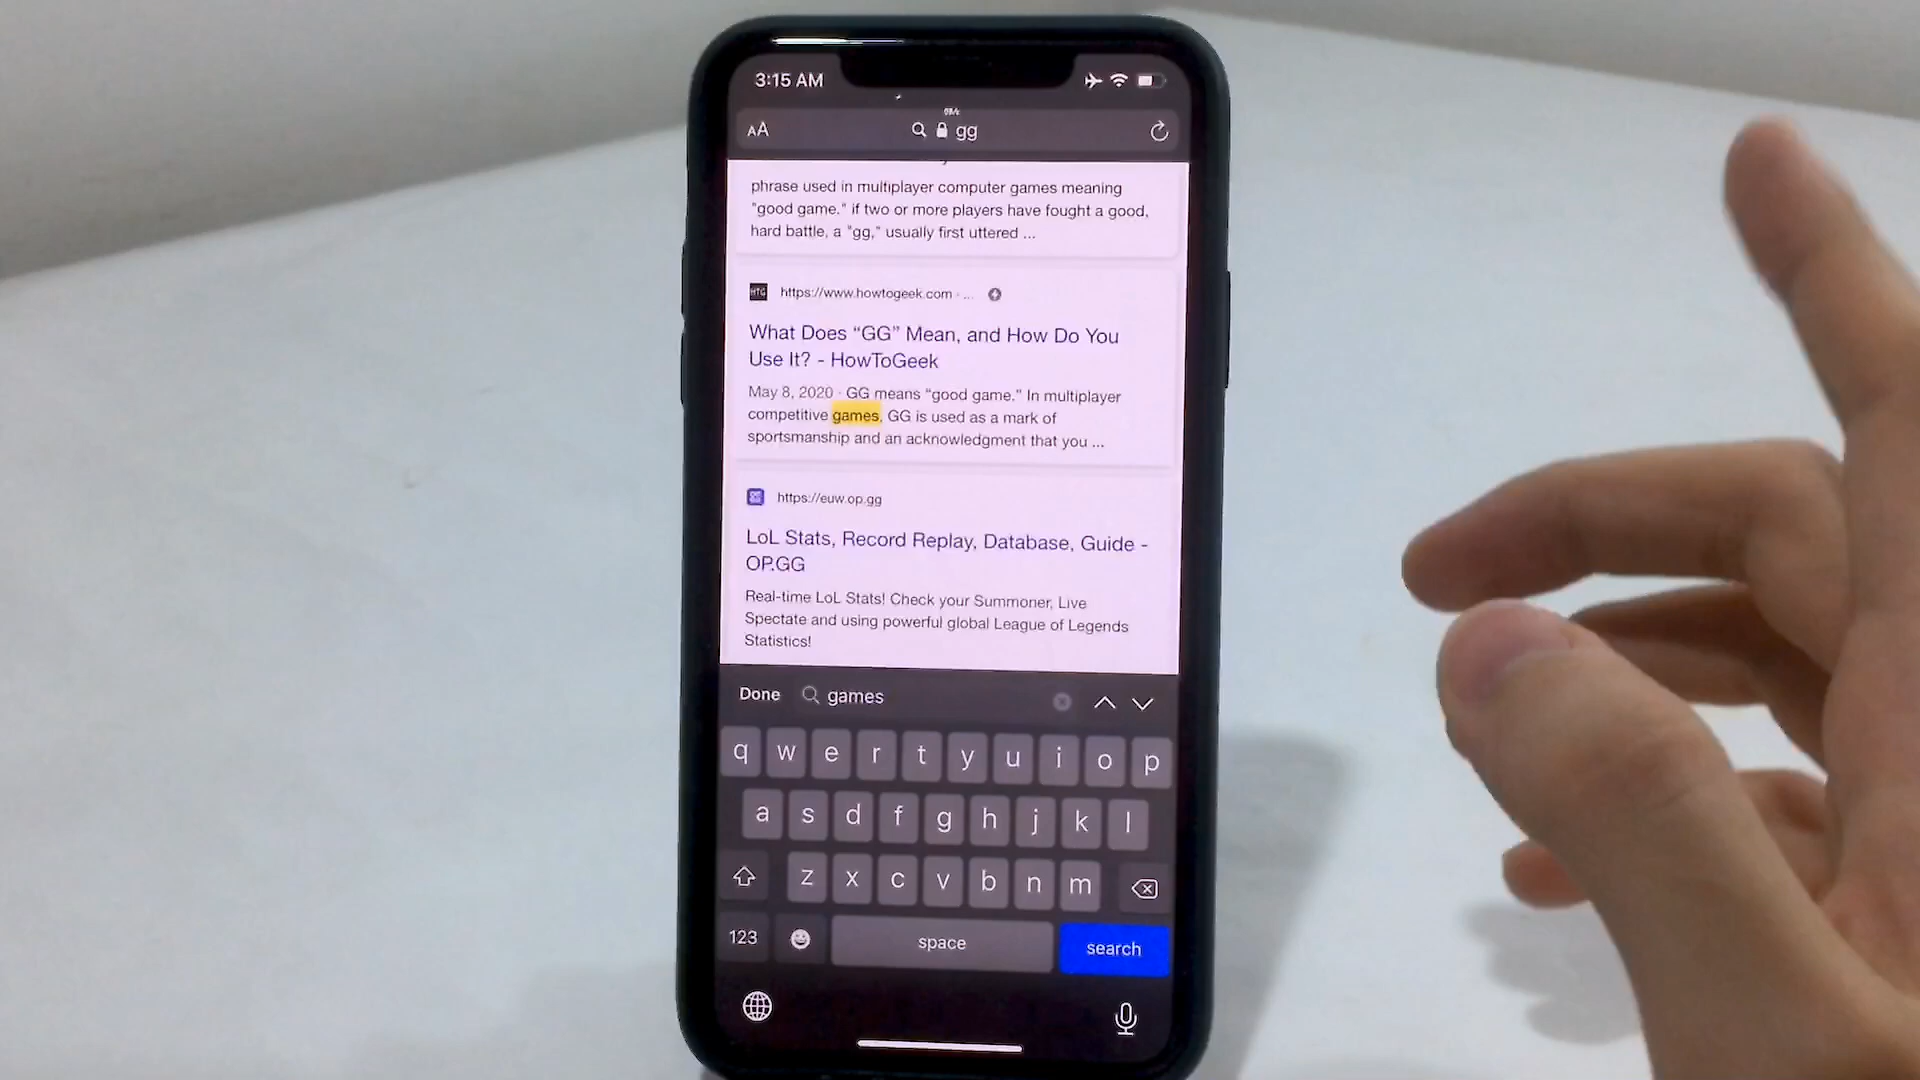 3:15 AM
AA gg
phrase used in multiplayer computer games meaning
"good game." if two or more players have fought a good,
hard battle, a "gg," usually first uttered ...
HTG https://www.howtogeek.com · ...
What Does “GG” Mean, and How Do You
Use It? - HowToGeek
May 8, 2020 · GG means “good game.” In multiplayer
competitive games, GG is used as a mark of
sportsmanship and an acknowledgment that you ...
https://euw.op.gg
LoL Stats, Record Replay, Database, Guide -
OP.GG
Real-time LoL Stats! Check your Summoner, Live
Spectate and using powerful global League of Legends
Statistics!
Done games
q w e r t y u i o p
a s d f g h j k l
z x c v b n m
123 space search